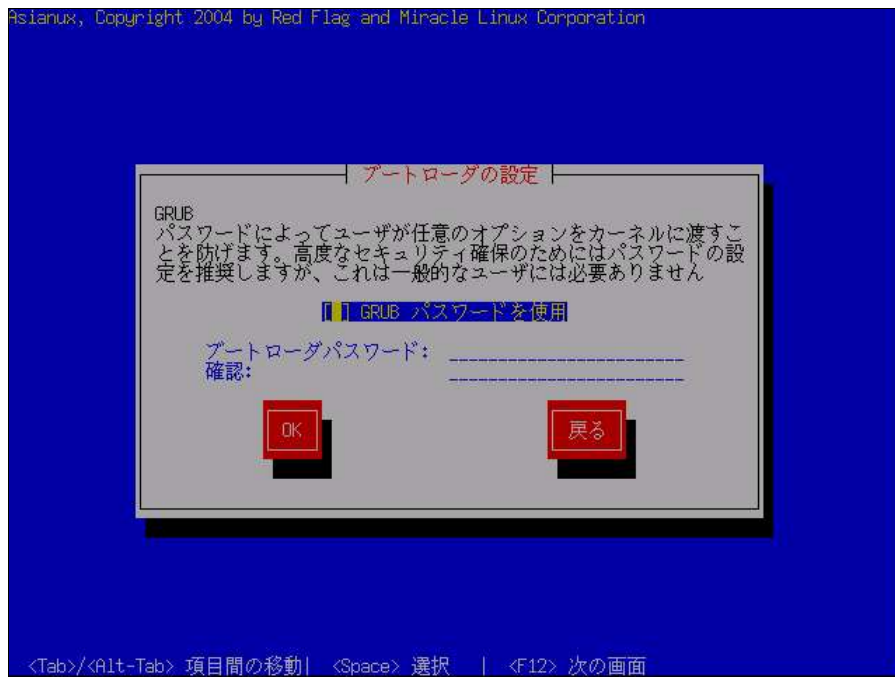 Asianux, Copyright 2004 by Red Flag and Miracle Linux Corporation
ブートローダの設定
GRUB
パスワードによってユーザが任意のオプションをカーネルに渡すこ
とを防げます。高度なセキュリティ確保のためにはパスワードの設
定を推奨しますが、これは一般的なユーザには必要ありません
[ ] GRUB パスワードを使用
ブートローダパスワード: ________________________
確認: ________________________
OK 戻る
<Tab>/<Alt-Tab> 項目間の移動| <Space> 選択 | <F12> 次の画面